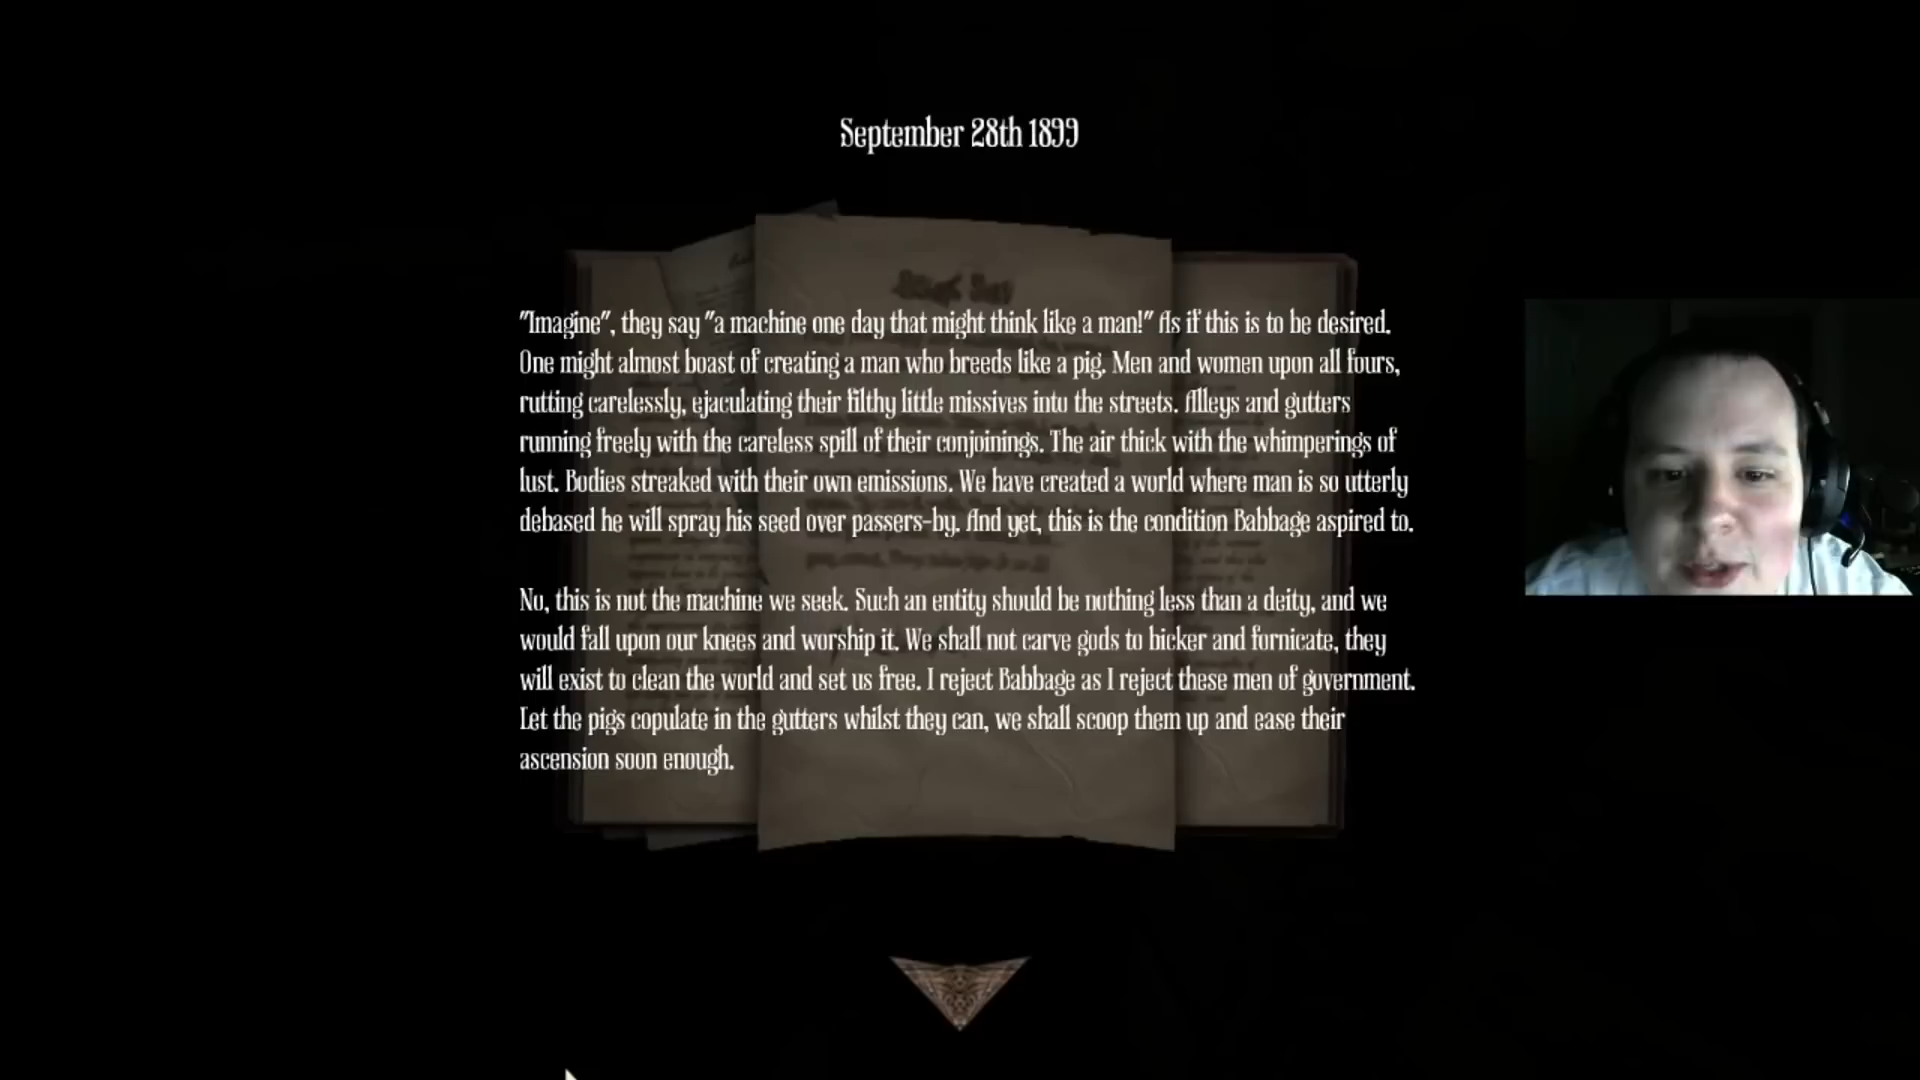 September 28th 1899
"Imagine", they say "a machine one day that might think like a man!" As if this is to be desired.
One might almost boast of creating a man who breeds like a pig. Men and women upon all fours,
rutting carelessly, ejaculating their filthy little missives into the streets. Alleys and gutters
running freely with the careless spill of their conjoinings. The air thick with the whimperings of
lust. Bodies streaked with their own emissions. We have created a world where man is so utterly
debased he will spray his seed over passers-by. And yet, this is the condition Babbage aspired to.
No, this is not the machine we seek. Such an entity should be nothing less than a deity, and we
would fall upon our knees and worship it. We shall not carve gods to bicker and fornicate, they
will exist to clean the world and set us free. I reject Babbage as I reject these men of government.
Let the pigs copulate in the gutters whilst they can, we shall scoop them up and ease their
ascension soon enough.